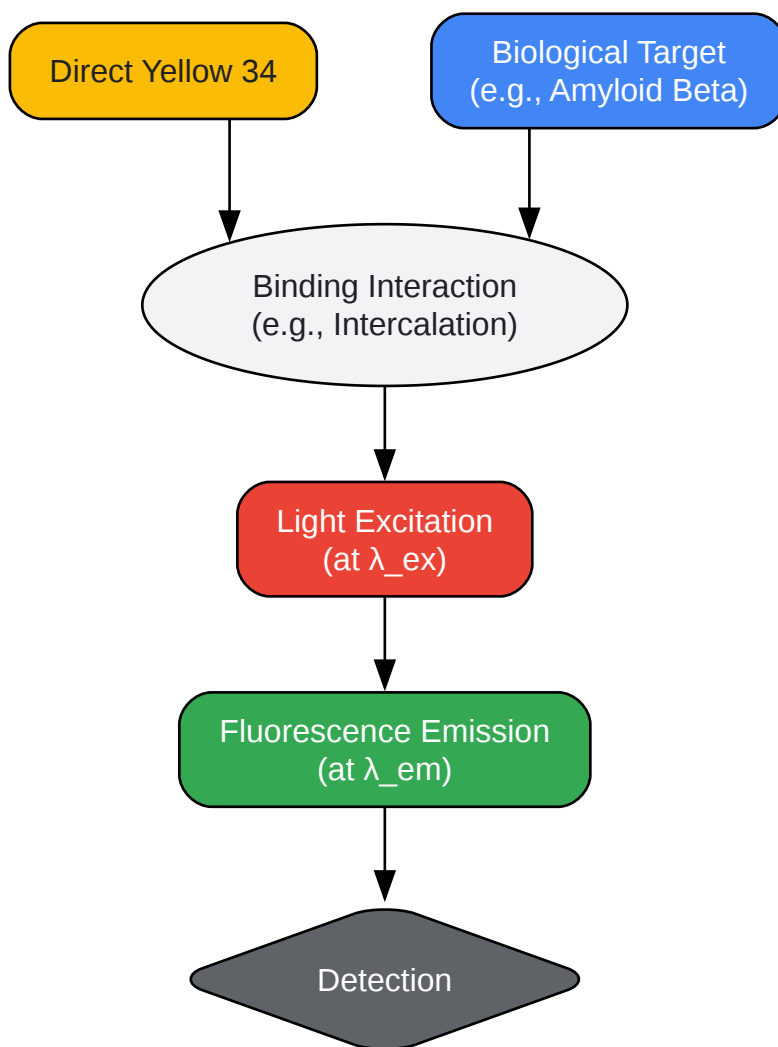 Direct Yellow 34
Biological Target
(e.g., Amyloid Beta)
Binding Interaction
(e.g., Intercalation)
Light Excitation
(at λ_ex)
Fluorescence Emission
(at λ_em)
Detection